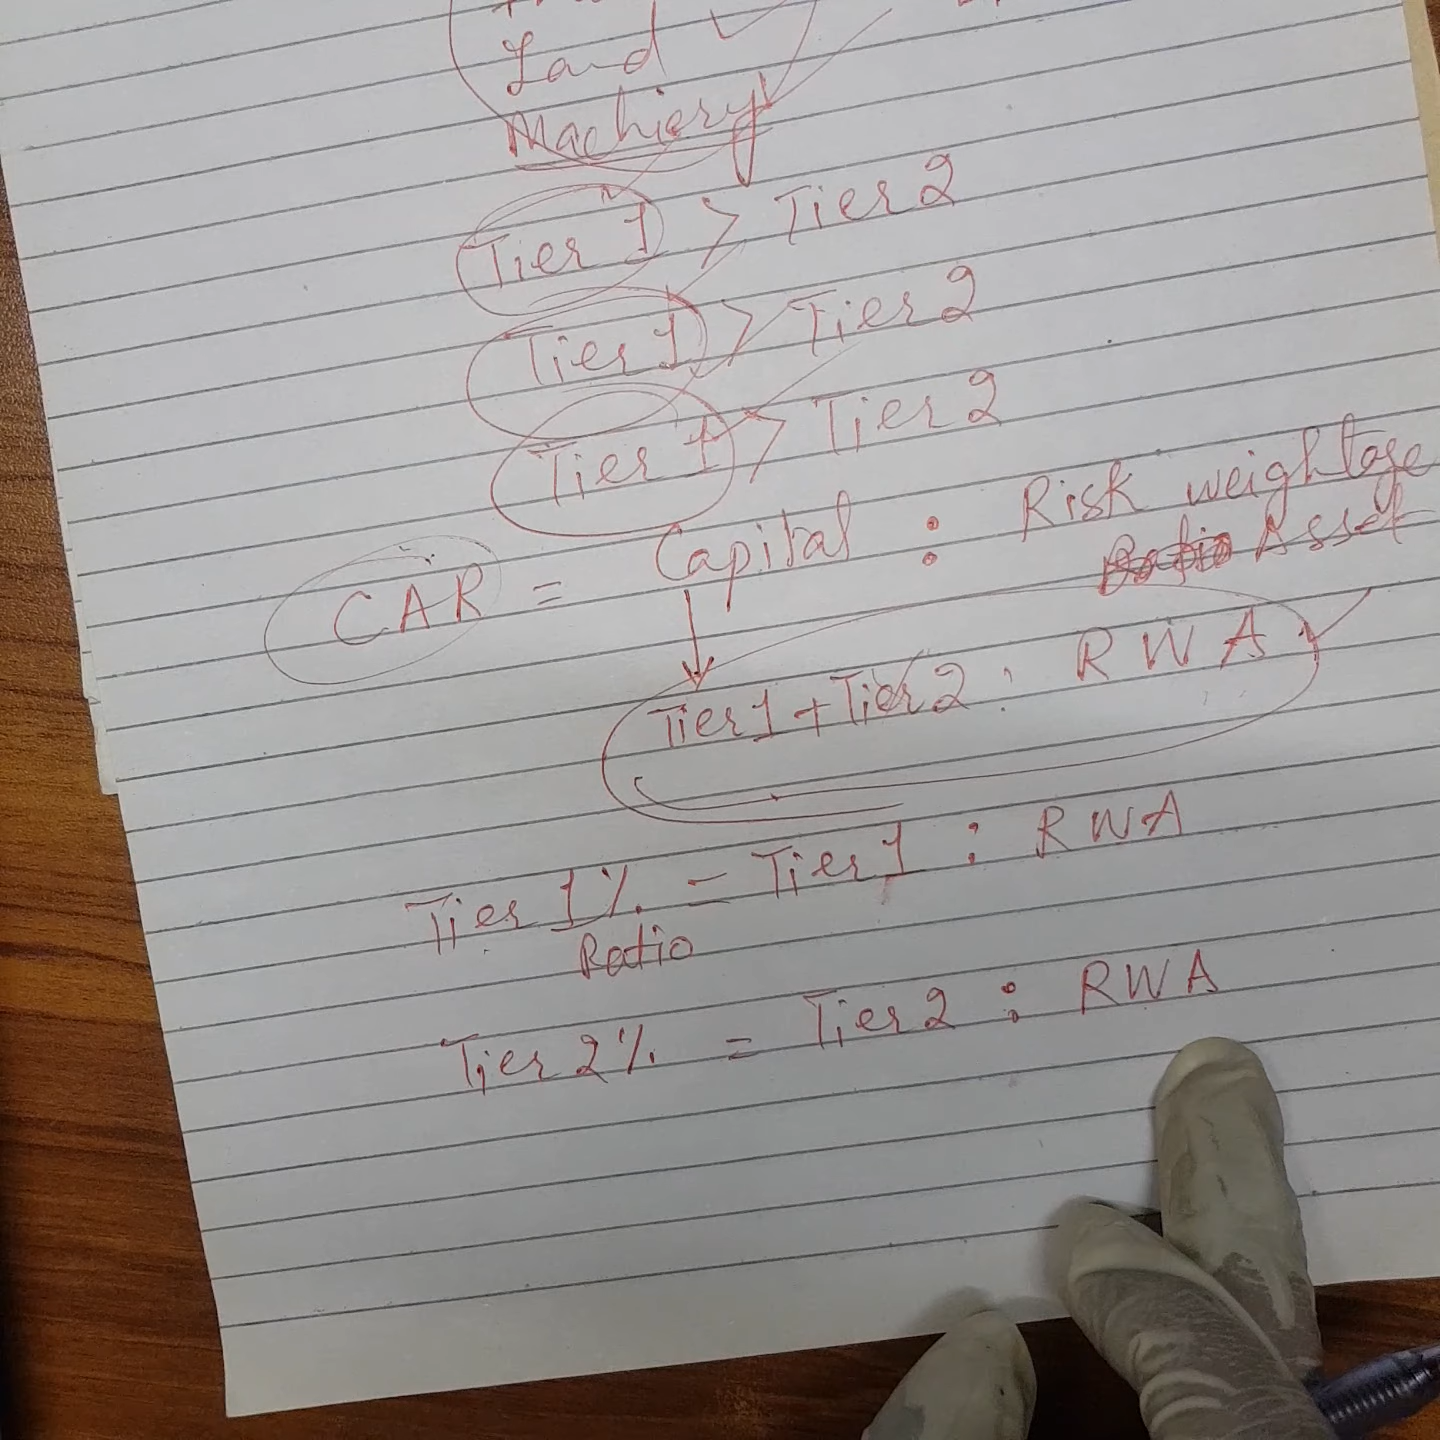 Land
Machiery
Tier 1 > Tier 2
Tier 1 > Tier 2
Tier 1 > Tier 2
CAR = Capital : Risk weightage
Asset
Tier 1 + Tier 2 : RWA
Tier 1% = Tier 1 : RWA
Ratio
Tier 2% = Tier 2 : RWA